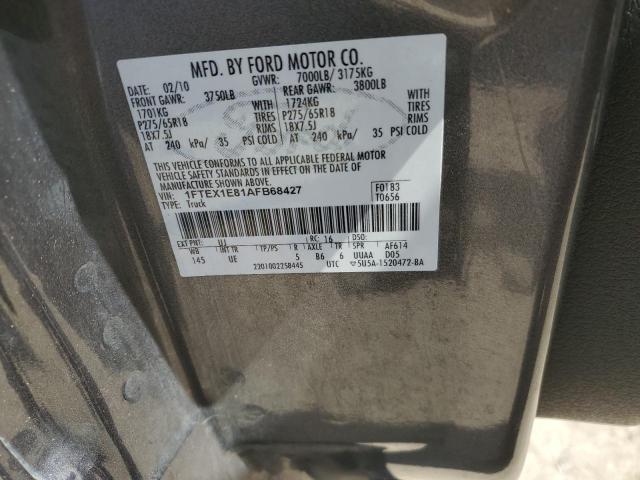 MFD. BY FORD MOTOR CO.
DATE: 02/10 GVWR: 7000LB/ 3175KG
FRONT GAWR: 3750LB REAR GAWR: 3800LB
1701KG WITH 1724KG WITH
P275/65R18 TIRES P275/65R18 TIRES
18X7.5J RIMS 18X7.5J RIMS
AT 240 kPa/ 35 PSI COLD AT 240 kPa/ 35 PSI COLD
THIS VEHICLE CONFORMS TO ALL APPLICABLE FEDERAL MOTOR
VEHICLE SAFETY STANDARDS IN EFFECT ON THE DATE OF
MANUFACTURE SHOWN ABOVE.
VIN: 1FTEX1E81AFB68427 F0183
TYPE: Truck T0656
EXT PNT: UJ RC: 16 DSO:
WB INT TR TP/PS R AXLE TR SPR AF614
145 UE 5 B6 6 UUAA D05
2201002258445 UTC 5U5A-1520472-BA